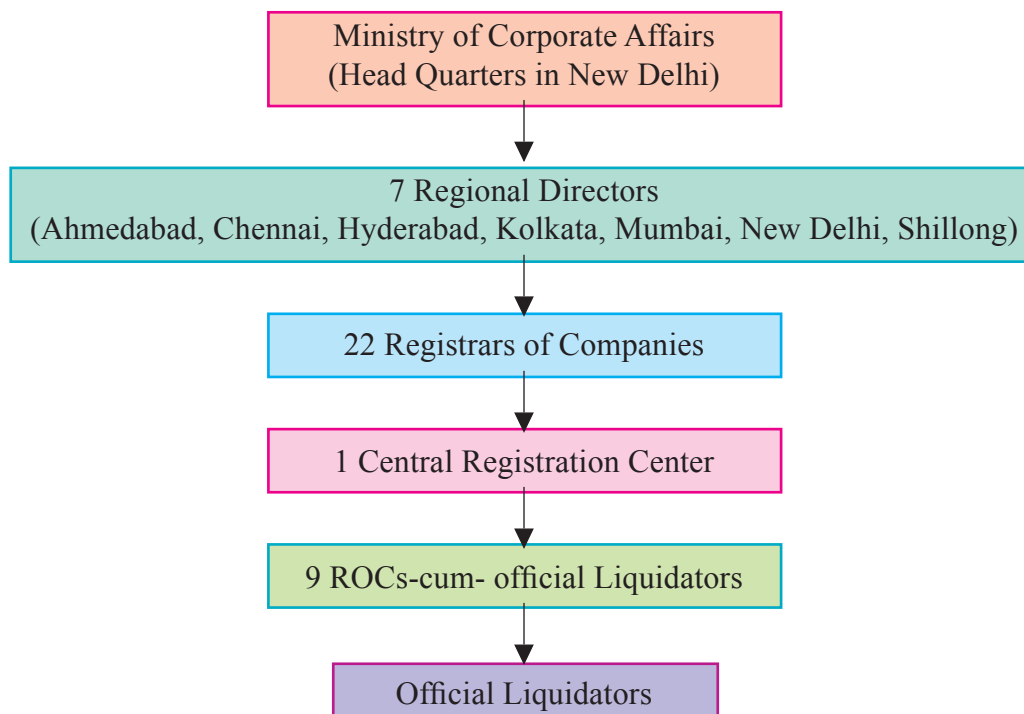 Ministry of Corporate Affairs
(Head Quarters in New Delhi)
7 Regional Directors
(Ahmedabad, Chennai, Hyderabad, Kolkata, Mumbai, New Delhi, Shillong)
22 Registrars of Companies
1 Central Registration Center
9 ROCs-cum- official Liquidators
Official Liquidators